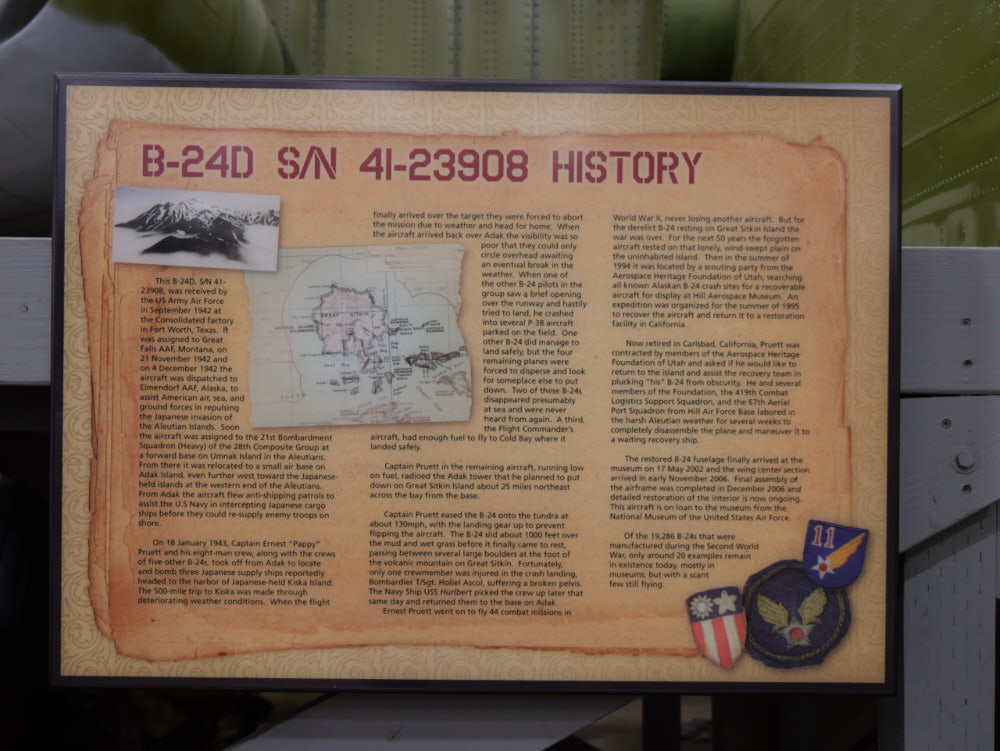 B-24D S/N 41-23908 HISTORY
This B-24D, S/N 41-
23908, was received by
the US Army Air Force
in September 1942 at
the Consolidated factory
in Fort Worth, Texas. It
was assigned to Great
Falls AAF, Montana, on
21 November 1942 and
on 4 December 1942 the
aircraft was dispatched to
Elmendorf AAF, Alaska, to
assist American air, sea, and
ground forces in repulsing
the Japanese invasion of
the Aleutian Islands. Soon
the aircraft was assigned to the 21st Bombardment
Squadron (Heavy) of the 28th Composite Group at
a forward base on Umnak Island in the Aleutians.
From there it was relocated to a small air base on
Adak Island, even further west toward the Japanese-
held islands at the western end of the Aleutians.
From Adak the aircraft flew anti-shipping patrols to
assist the U.S Navy in intercepting Japanese cargo
ships before they could re-supply enemy troops on
shore.
On 18 January 1943, Captain Ernest "Pappy"
Pruett and his eight-man crew, along with the crews
of five other B-24s, took off from Adak to locate
and bomb three Japanese supply ships reportedly
headed to the harbor of Japanese-held Kiska Island.
The 500-mile trip to Kiska was made through
deteriorating weather conditions. When the flight
finally arrived over the target they were forced to abort
the mission due to weather and head for home. When
the aircraft arrived back over Adak the visibility was so
poor that they could only
circle overhead awaiting
an eventual break in the
weather. When one of
the other B-24 pilots in the
group saw a brief opening
over the runway and hastily
tried to land, he crashed
into several P-38 aircraft
parked on the field. One
other B-24 did manage to
land safely, but the four
remaining planes were
forced to disperse and look
for someplace else to put
down. Two of these B-24s
disappeared presumably
at sea and were never
heard from again. A third,
the Flight Commander's
aircraft, had enough fuel to fly to Cold Bay where it
landed safely.
Captain Pruett in the remaining aircraft, running low
on fuel, radioed the Adak tower that he planned to put
down on Great Sitkin Island about 25 miles northeast
across the bay from the base.
Captain Pruett eased the B-24 onto the tundra at
about 130mph, with the landing gear up to prevent
flipping the aircraft. The B-24 slid about 1000 feet over
the mud and wet grass before it finally came to rest,
passing between several large boulders at the foot of
the volcanic mountain on Great Sitkin. Fortunately,
only one crewmember was injured in the crash landing,
Bombardier T/Sgt. Holiel Ascol, suffering a broken pelvis.
The Navy Ship USS Hurlbert picked the crew up later that
same day and returned them to the base on Adak.
Ernest Pruett went on to fly 44 combat missions in
World War II, never losing another aircraft. But for
the derelict B-24 resting on Great Sitkin Island the
war was over. For the next 50 years the forgotten
aircraft rested on that lonely, wind-swept plain on
the uninhabited island. Then in the summer of
1994 it was located by a scouting party from the
Aerospace Heritage Foundation of Utah, searching
all known Alaskan B-24 crash sites for a recoverable
aircraft for display at Hill Aerospace Museum. An
expedition was organized for the summer of 1995
to recover the aircraft and return it to a restoration
facility in California.
Now retired in Carlsbad, California, Pruett was
contracted by members of the Aerospace Heritage
Foundation of Utah and asked if he would like to
return to the island and assist the recovery team in
plucking "his" B-24 from obscurity. He and several
members of the Foundation, the 419th Combat
Logistics Support Squadron, and the 67th Aerial
Port Squadron from Hill Air Force Base labored in
the harsh Aleutian weather for several weeks to
completely disassemble the plane and maneuver it to
a waiting recovery ship.
The restored B-24 fuselage finally arrived at the
museum on 17 May 2002 and the wing center section
arrived in early November 2006. Final assembly of
the airframe was completed in December 2006 and
detailed restoration of the interior is now ongoing.
This aircraft is on loan to the museum from the
National Museum of the United States Air Force.
Of the 19,286 B-24s that were
manufactured during the Second World
War, only around 20 examples remain
in existence today, mostly in
museums, but with a scant
few still flying.
GREAT SITKIN
ISLAND
11